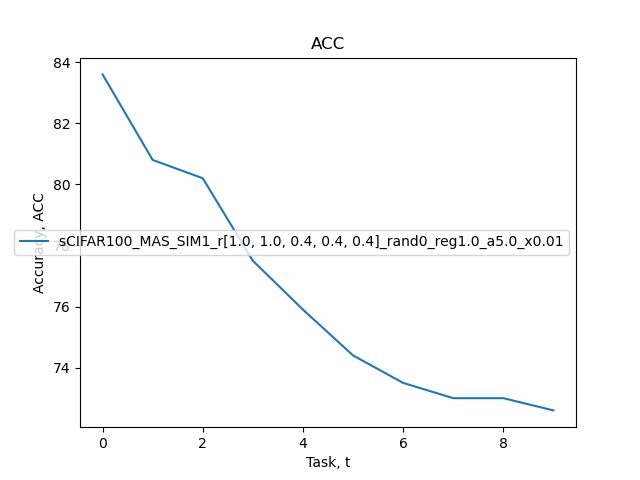 ACC
84
82
80
78
76
74
Accuracy, ACC
sCIFAR100_MAS_SIM1_r[1.0, 1.0, 0.4, 0.4, 0.4]_rand0_reg1.0_a5.0_x0.01
0 2 4 6 8
Task, t